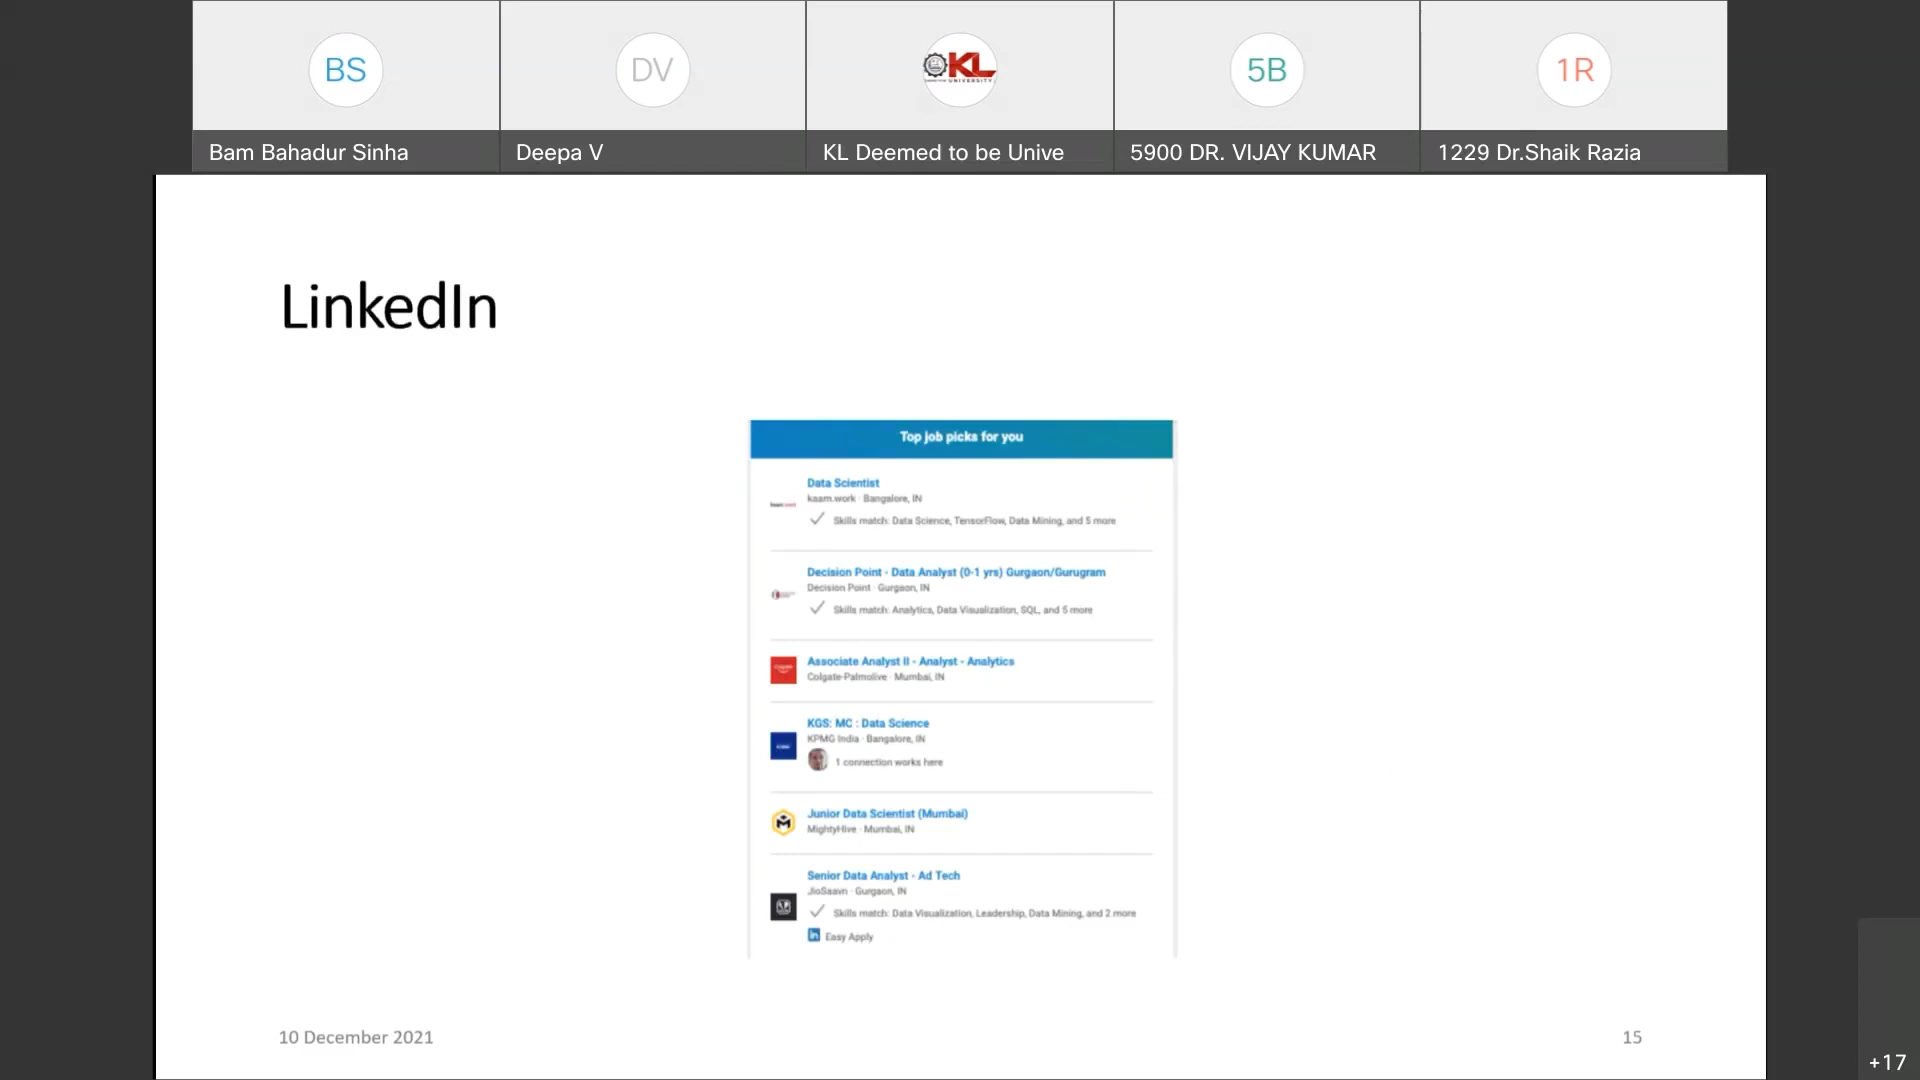 BS
DV
KL
UNIVERSITY
5B
1R
Bam Bahadur Sinha
Deepa V
KL Deemed to be Unive
5900 DR. VIJAY KUMAR
1229 Dr.Shaik Razia
LinkedIn
Top job picks for you
Data Scientist
kaam.work · Bangalore, IN
Skills match: Data Science, TensorFlow, Data Mining, and 5 more
Decision Point - Data Analyst (0-1 yrs) Gurgaon/Gurugram
Decision Point · Gurgaon, IN
Skills match: Analytics, Data Visualization, SQL, and 5 more
Associate Analyst II - Analyst - Analytics
Colgate-Palmolive · Mumbai, IN
KGS: MC : Data Science
KPMG India · Bangalore, IN
1 connection works here
Junior Data Scientist (Mumbai)
MightyHive · Mumbai, IN
Senior Data Analyst - Ad Tech
JioSaavn · Gurgaon, IN
Skills match: Data Visualization, Leadership, Data Mining, and 2 more
in Easy Apply
10 December 2021
15
+17